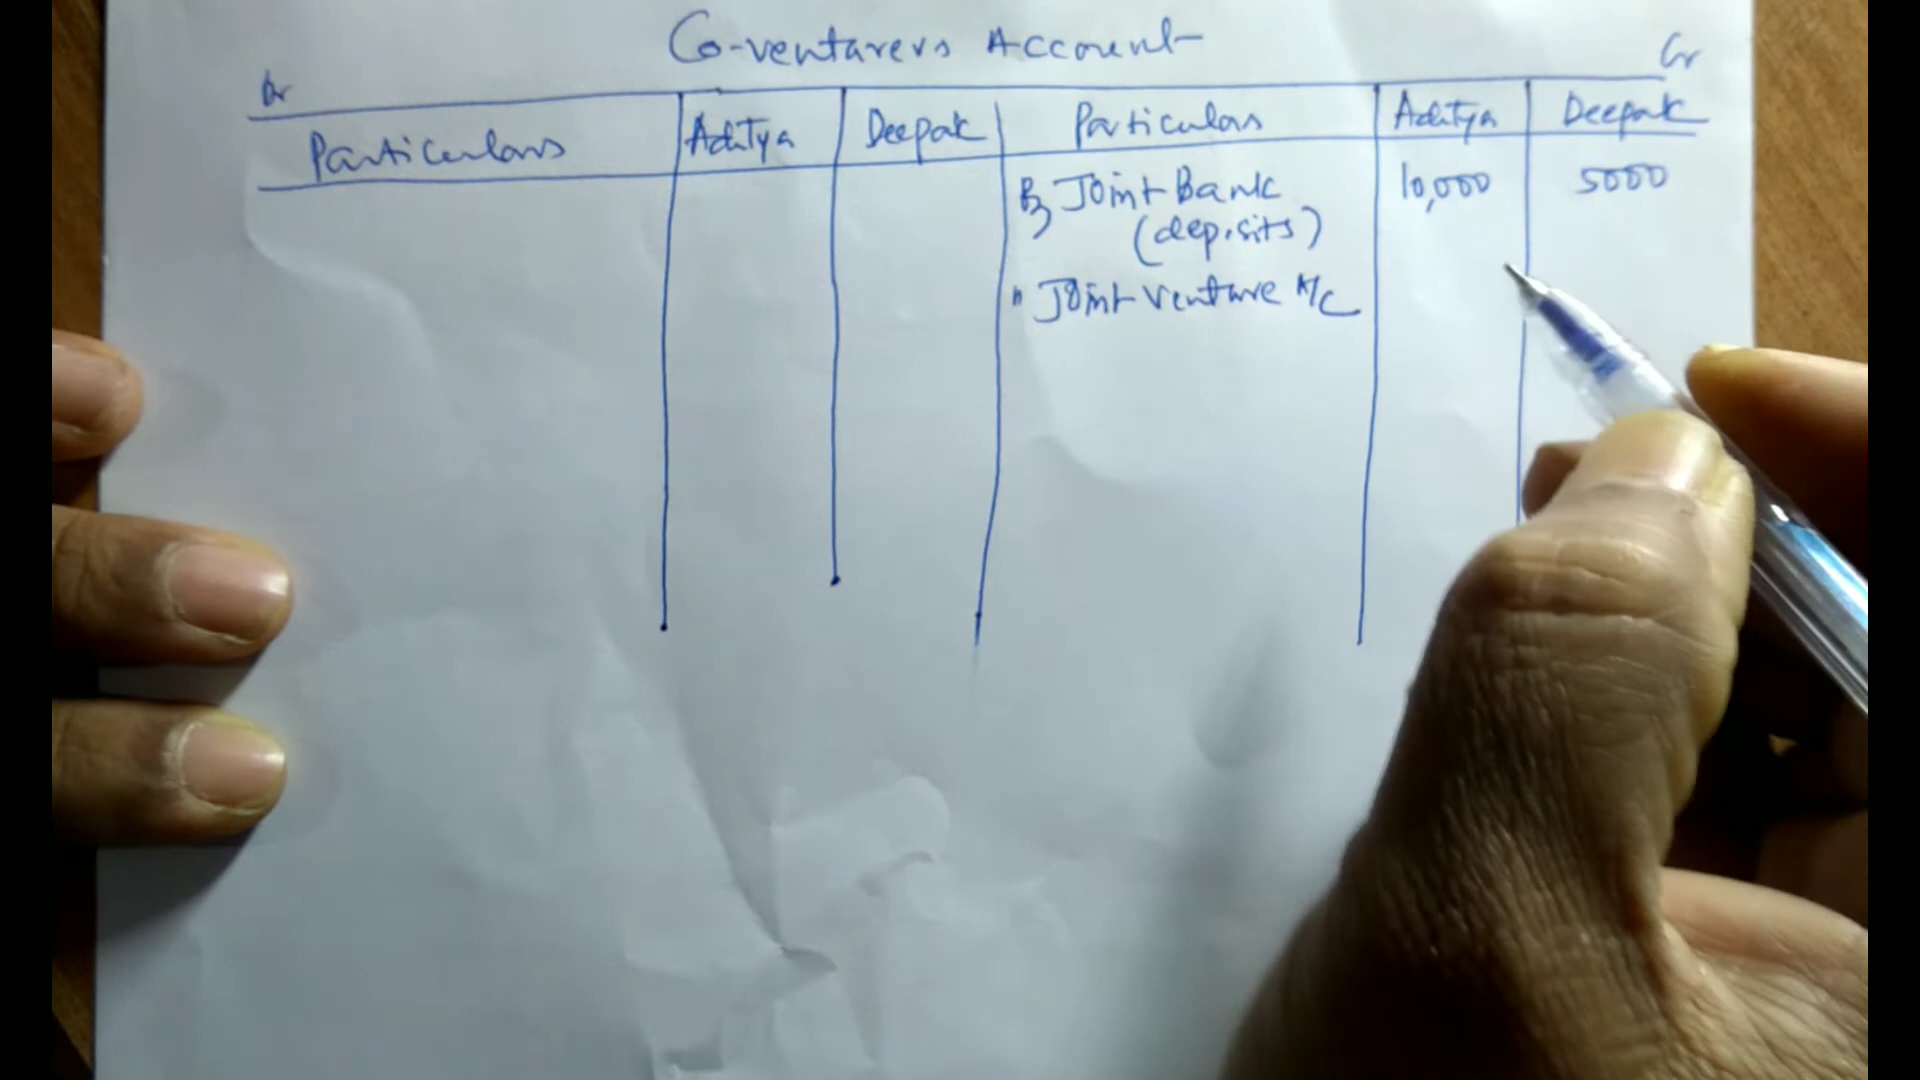 Co-venturers Account
Dr Cr
Particulars Aditya Deepak Particulars Aditya Deepak
By Joint Bank 10,000 5000
(deposits)
" Joint Venture A/C